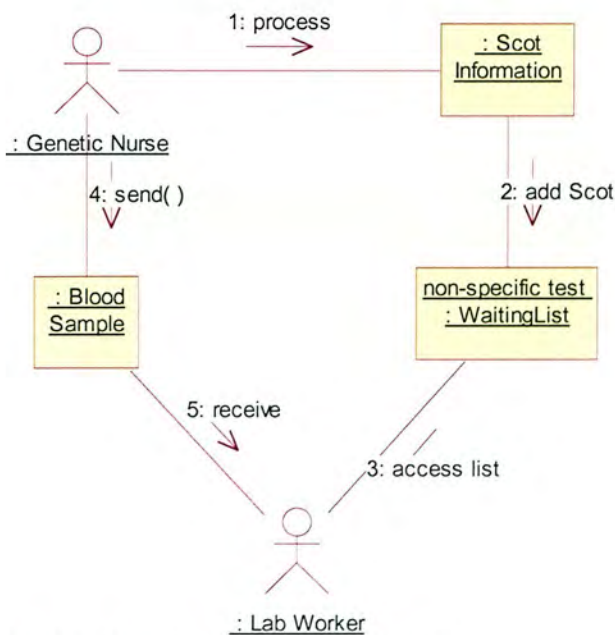 1: process
: Scot
Information
: Genetic Nurse
4: send( )
2: add Scot
: Blood
Sample
non-specific test
: WaitingList
5: receive
3: access list
: Lab Worker